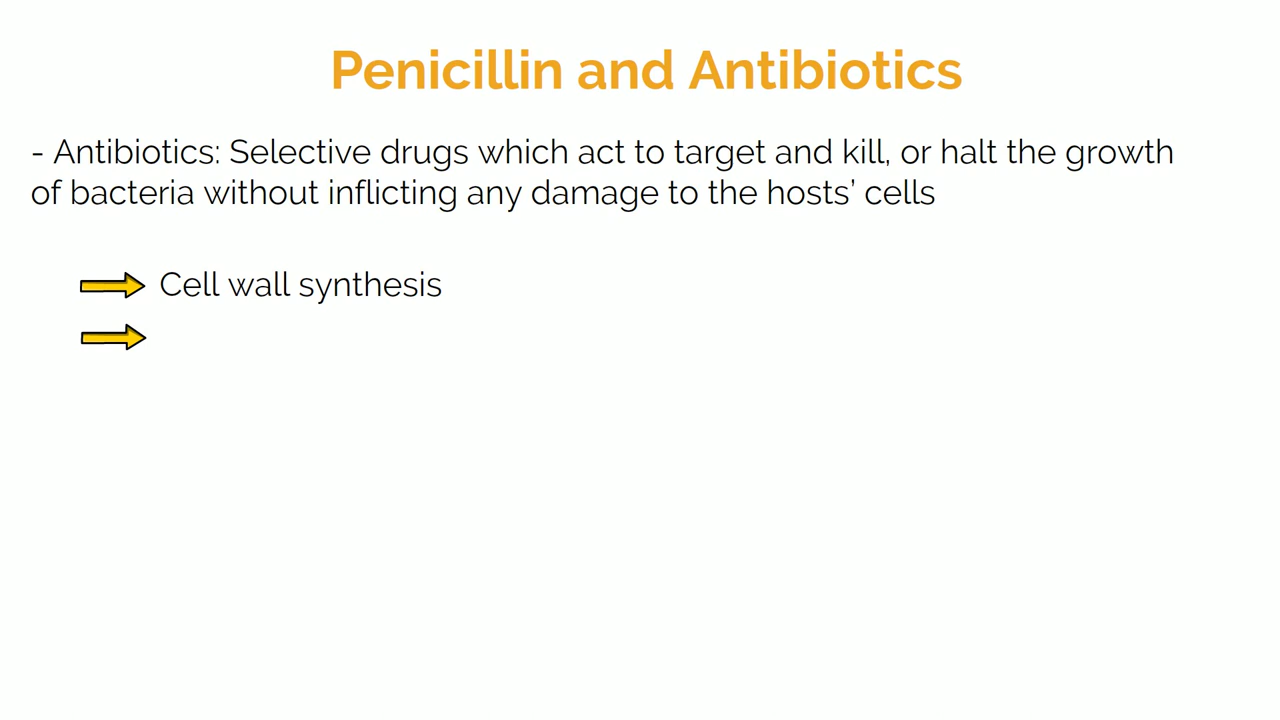 Penicillin and Antibiotics
- Antibiotics: Selective drugs which act to target and kill, or halt the growth
of bacteria without inflicting any damage to the hosts’ cells
Cell wall synthesis